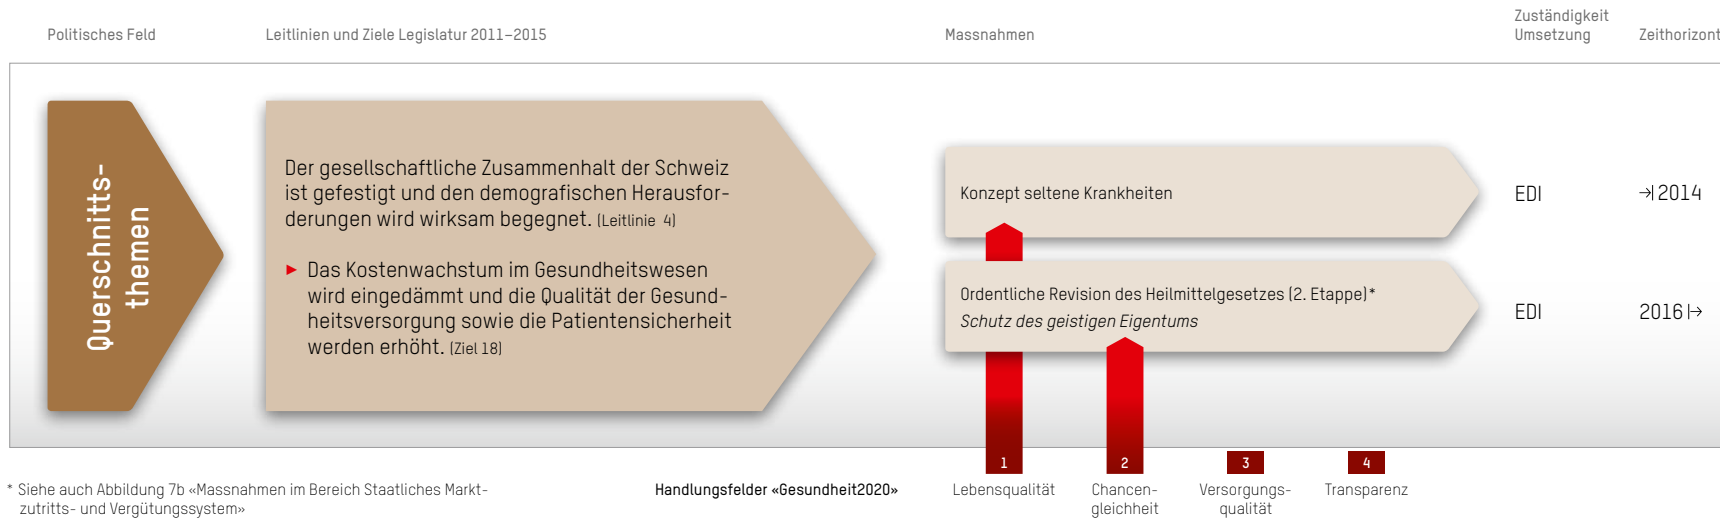 Politisches Feld
Leitlinien und Ziele Legislatur 2011–2015
Massnahmen
Zuständigkeit
Umsetzung
Zeithorizont
Querschnitts-
themen
Der gesellschaftliche Zusammenhalt der Schweiz
ist gefestigt und den demografischen Herausfor-
derungen wird wirksam begegnet. (Leitlinie 4)
► Das Kostenwachstum im Gesundheitswesen
wird eingedämmt und die Qualität der Gesund-
heitsversorgung sowie die Patientensicherheit
werden erhöht. (Ziel 18)
Konzept seltene Krankheiten
EDI
→| 2014
Ordentliche Revision des Heilmittelgesetzes (2. Etappe)*
Schutz des geistigen Eigentums
EDI
2016 |→
1
2
3
4
* Siehe auch Abbildung 7b «Massnahmen im Bereich Staatliches Markt-
zutritts- und Vergütungssystem»
Handlungsfelder «Gesundheit2020»
Lebensqualität
Chancen-
gleichheit
Versorgungs-
qualität
Transparenz